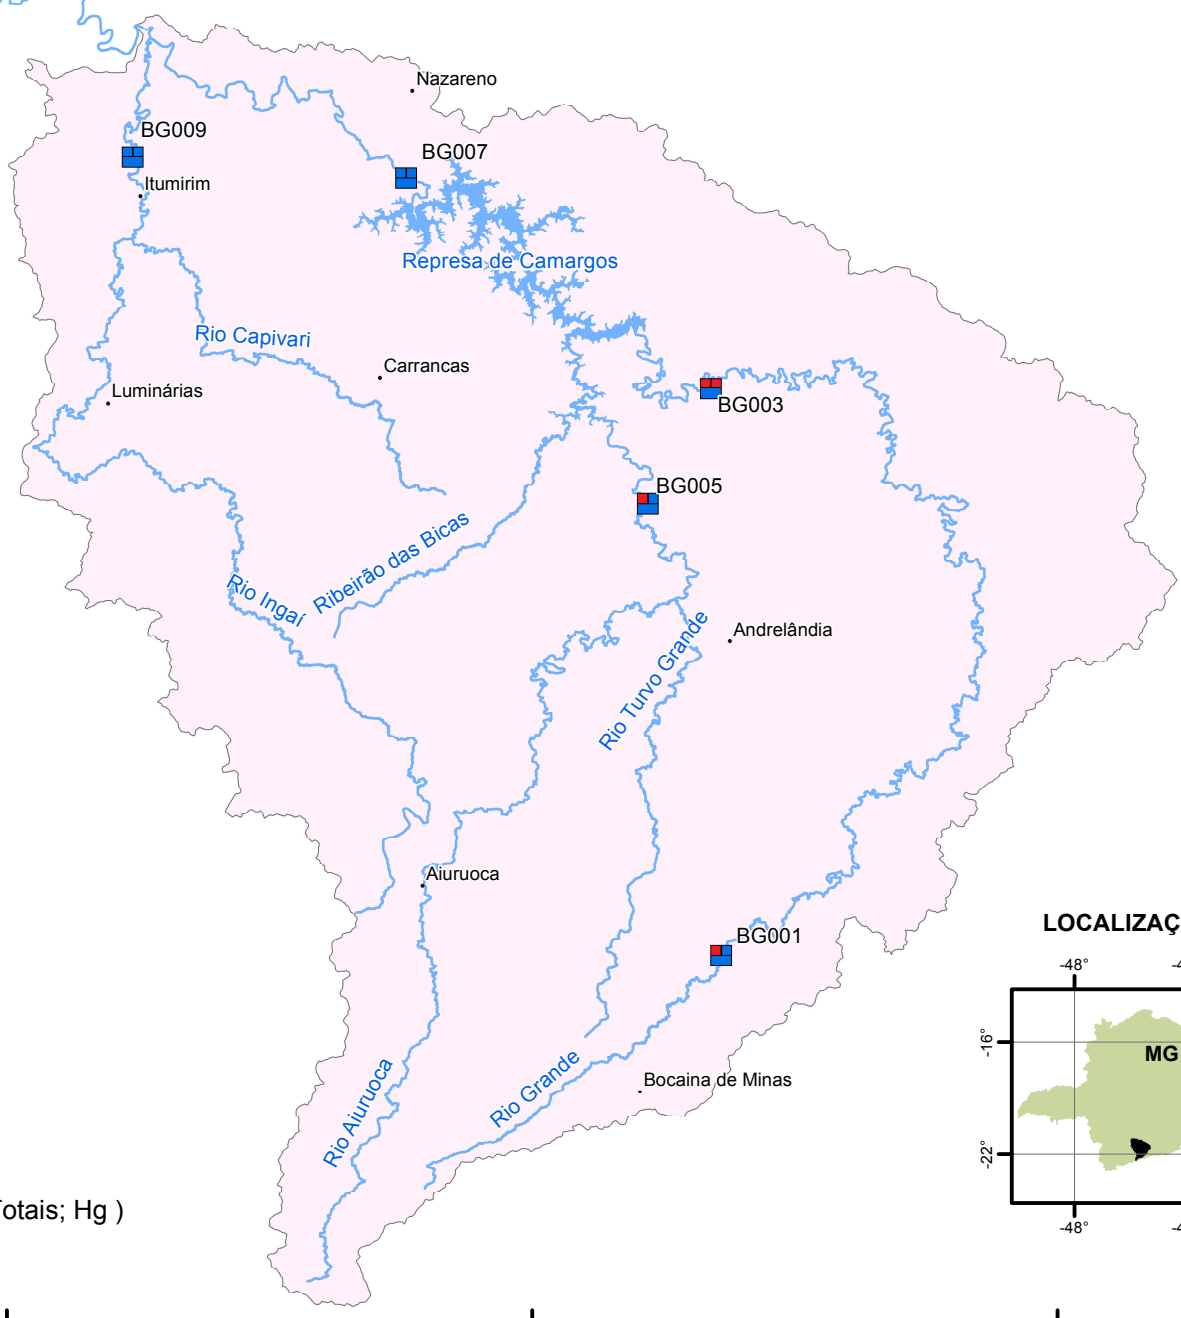 Nazareno
BG009
BG007
Itumirim
Represa de Camargos
Rio Capivari
Carrancas
Luminárias
BG003
BG005
Ribeirão das Bicas
Rio Ingaí
Andrelândia
Rio Turvo Grande
Aiuruoca
BG001
LOCALIZAÇ
-48°
-4
-16°
MG
Bocaina de Minas
Rio Grande
Rio Aiuruoca
-22°
otais; Hg )
-48°
-4